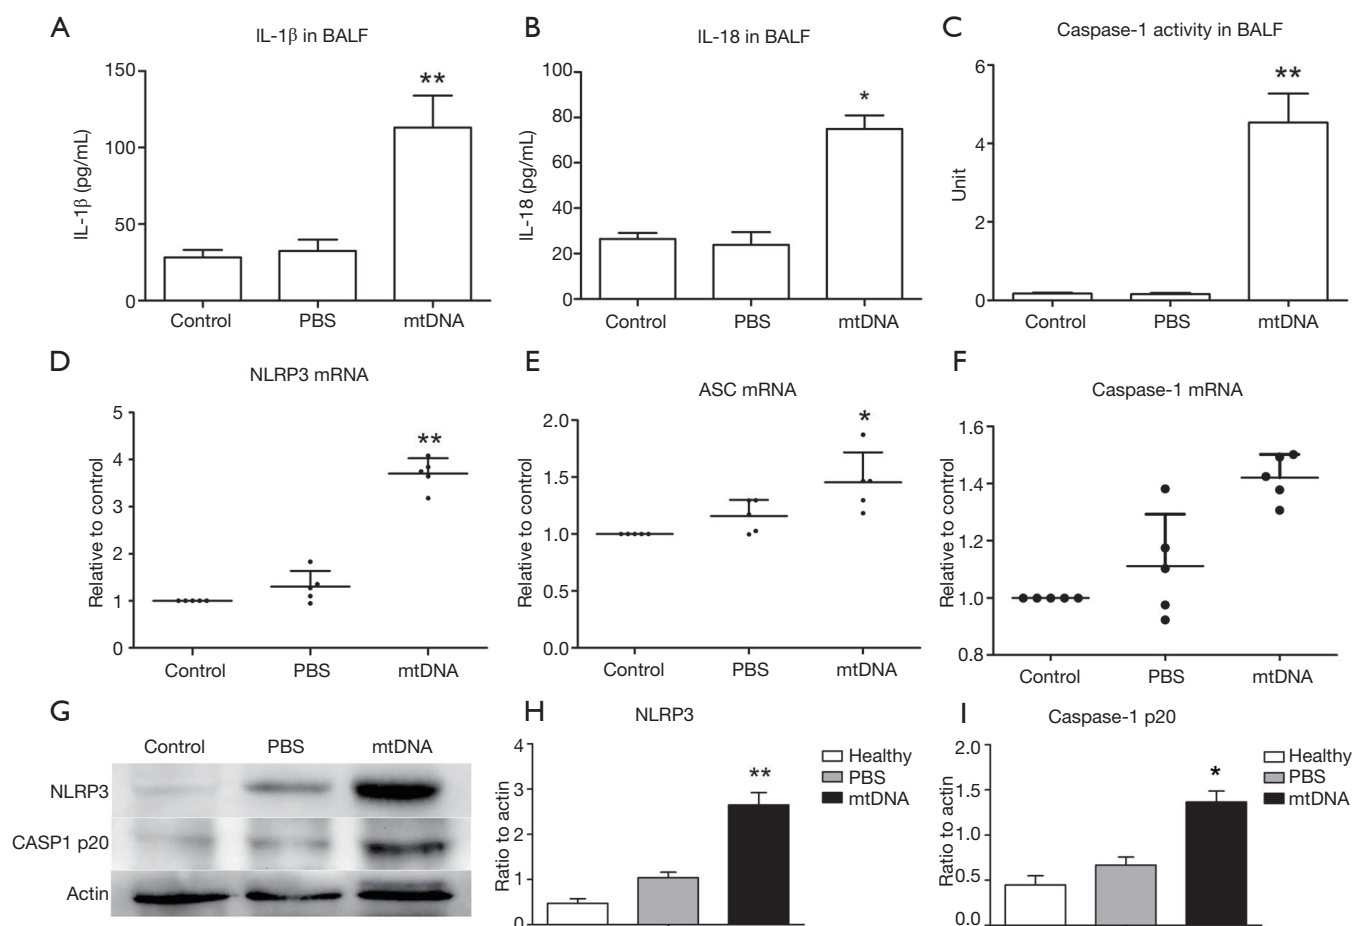 A
IL-1β in BALF
IL-1β (pg/mL)
150
100
50
0
**
Control PBS mtDNA
B
IL-18 in BALF
IL-18 (pg/mL)
100
80
60
40
20
0
*
Control PBS mtDNA
C
Caspase-1 activity in BALF
Unit
6
4
2
0
**
Control PBS mtDNA
D
NLRP3 mRNA
Relative to control
5
4
3
2
1
0
**
Control PBS mtDNA
E
ASC mRNA
Relative to control
2.0
1.5
1.0
0.5
0.0
*
Control PBS mtDNA
F
Caspase-1 mRNA
Relative to control
1.6
1.4
1.2
1.0
0.8
Control PBS mtDNA
G
Control PBS mtDNA
NLRP3
CASP1 p20
Actin
H
NLRP3
Ratio to actin
4
3
2
1
0
**
Healthy
PBS
mtDNA
I
Caspase-1 p20
Ratio to actin
2.0
1.5
1.0
0.5
0.0
*
Healthy
PBS
mtDNA